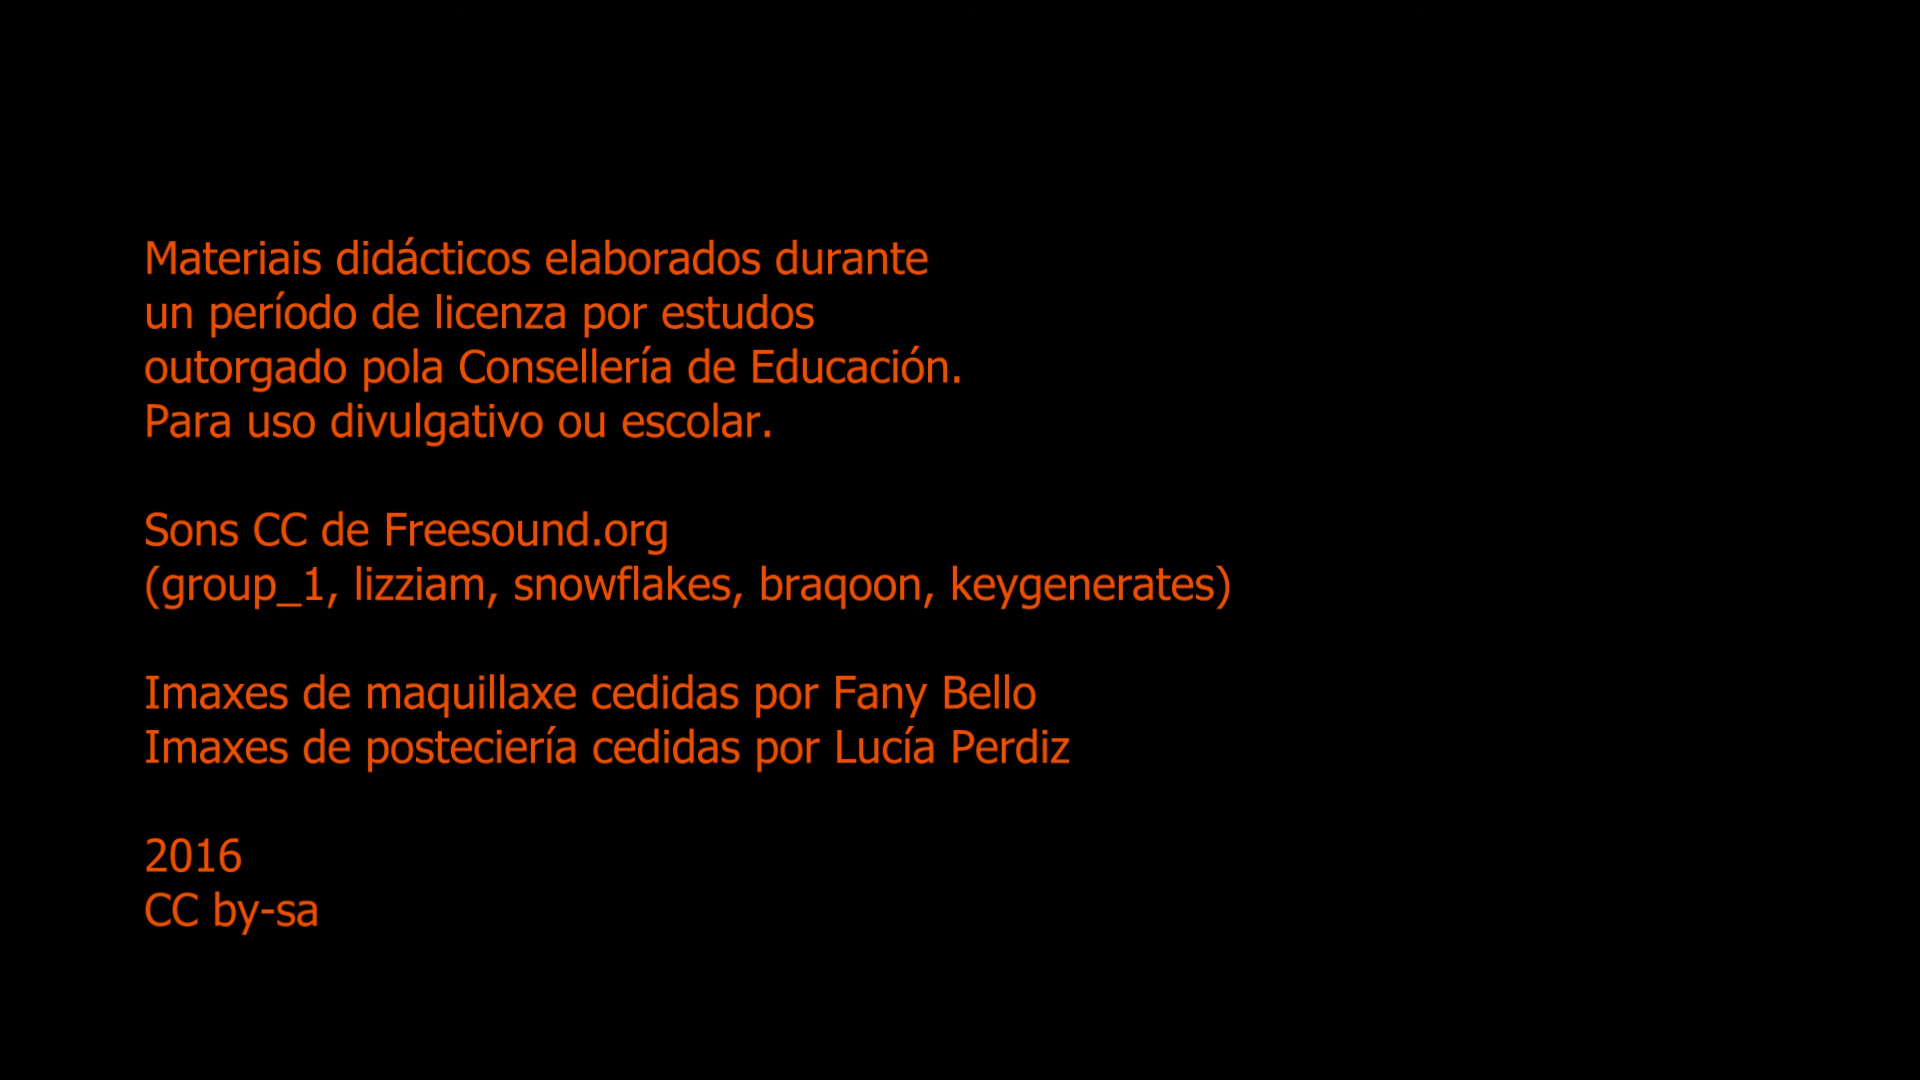 Materiais didácticos elaborados durante
un período de licenza por estudos
outorgado pola Consellería de Educación.
Para uso divulgativo ou escolar.
Sons CC de Freesound.org
(group_1, lizziam, snowflakes, braqoon, keygenerates)
Imaxes de maquillaxe cedidas por Fany Bello
Imaxes de posteciería cedidas por Lucía Perdiz
2016
CC by-sa